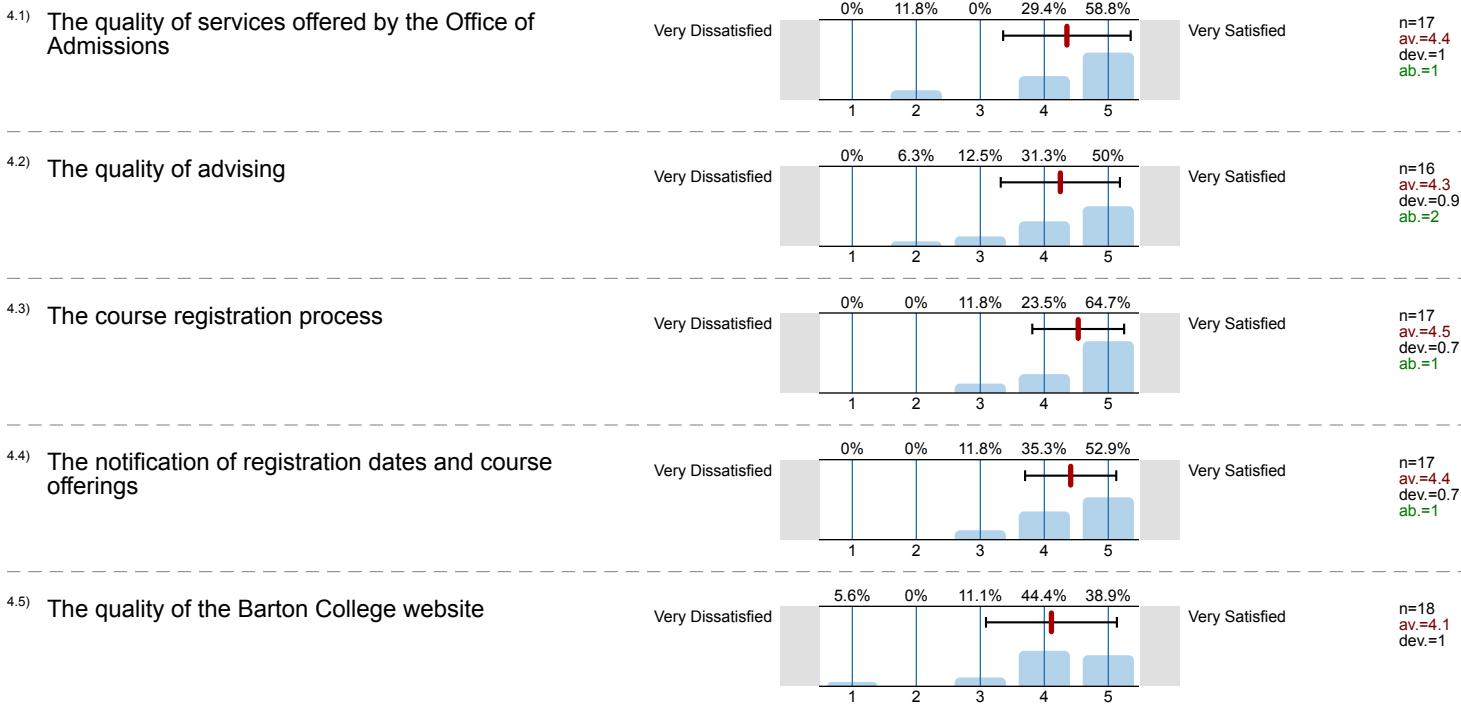 4.1) The quality of services offered by the Office of
Admissions
Very Dissatisfied
0% 11.8% 0% 29.4% 58.8%
1 2 3 4 5
Very Satisfied
n=17
av.=4.4
dev.=1
ab.=1
4.2) The quality of advising
Very Dissatisfied
0% 6.3% 12.5% 31.3% 50%
1 2 3 4 5
Very Satisfied
n=16
av.=4.3
dev.=0.9
ab.=2
4.3) The course registration process
Very Dissatisfied
0% 0% 11.8% 23.5% 64.7%
1 2 3 4 5
Very Satisfied
n=17
av.=4.5
dev.=0.7
ab.=1
4.4) The notification of registration dates and course
offerings
Very Dissatisfied
0% 0% 11.8% 35.3% 52.9%
1 2 3 4 5
Very Satisfied
n=17
av.=4.4
dev.=0.7
ab.=1
4.5) The quality of the Barton College website
Very Dissatisfied
5.6% 0% 11.1% 44.4% 38.9%
1 2 3 4 5
Very Satisfied
n=18
av.=4.1
dev.=1